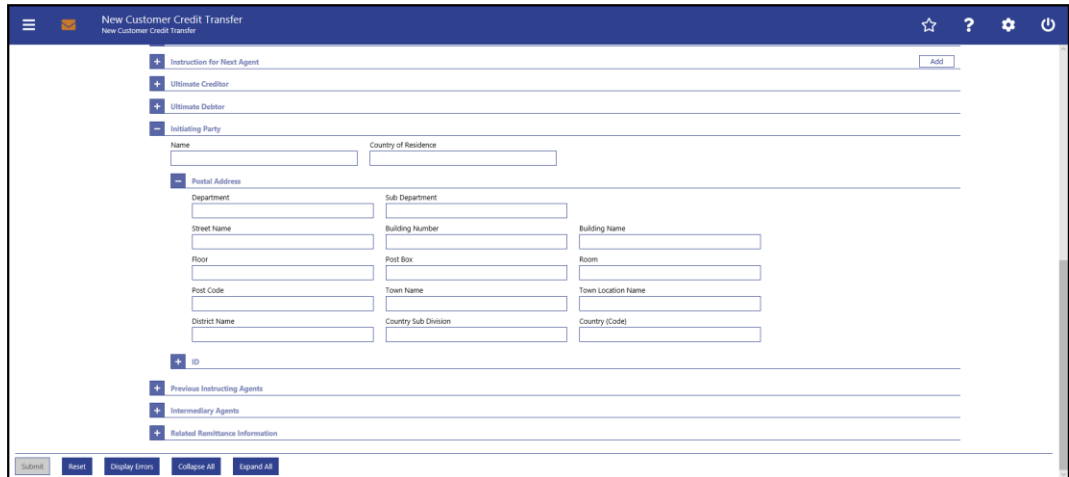 New Customer Credit Transfer
New Customer Credit Transfer
Instruction for Next Agent Add
Ultimate Creditor
Ultimate Debtor
Initiating Party
Name Country of Residence
Postal Address
Department Sub Department
Street Name Building Number Building Name
Floor Post Box Room
Post Code Town Name Town Location Name
District Name Country Sub Division Country (Code)
ID
Previous Instructing Agents
Intermediary Agents
Related Remittance Information
Submit Reset Display Errors Collapse All Expand All